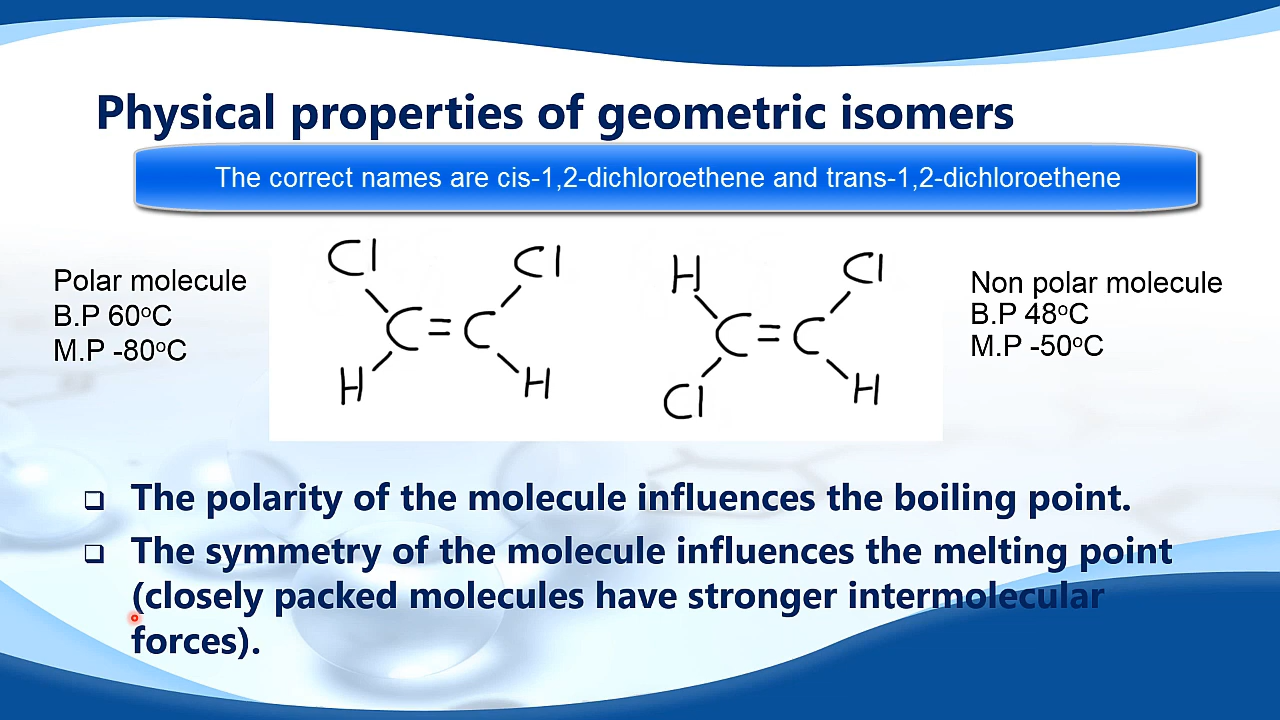 Physical properties of geometric isomers
The correct names are cis-1,2-dichloroethene and trans-1,2-dichloroethene
Polar molecule
B.P 60ºC
M.P -80ºC
Cl Cl
C=C
H H
H Cl
C=C
Cl H
Non polar molecule
B.P 48ºC
M.P -50ºC
❑ The polarity of the molecule influences the boiling point.
❑ The symmetry of the molecule influences the melting point
(closely packed molecules have stronger intermolecular
forces).